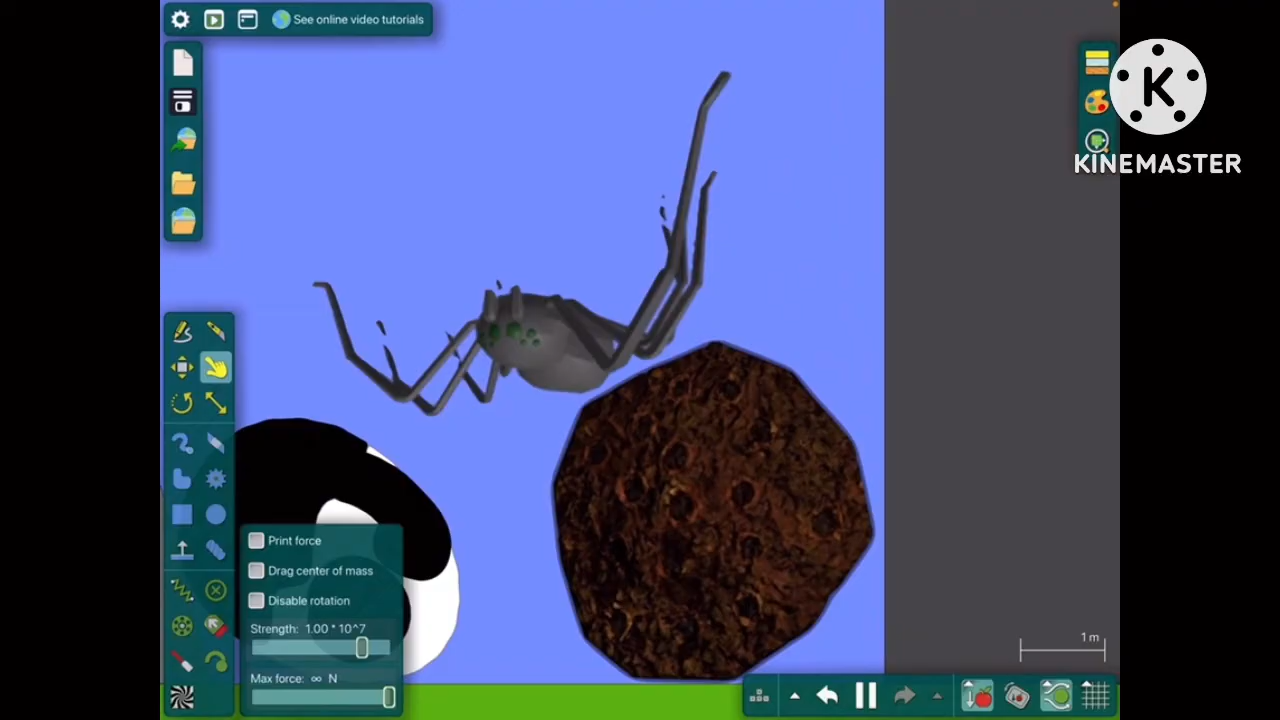 See online video tutorials
K
KINEMASTER
Print force
Drag center of mass
Disable rotation
Strength: 1.00 * 10^7
Max force: ∞ N
1 m